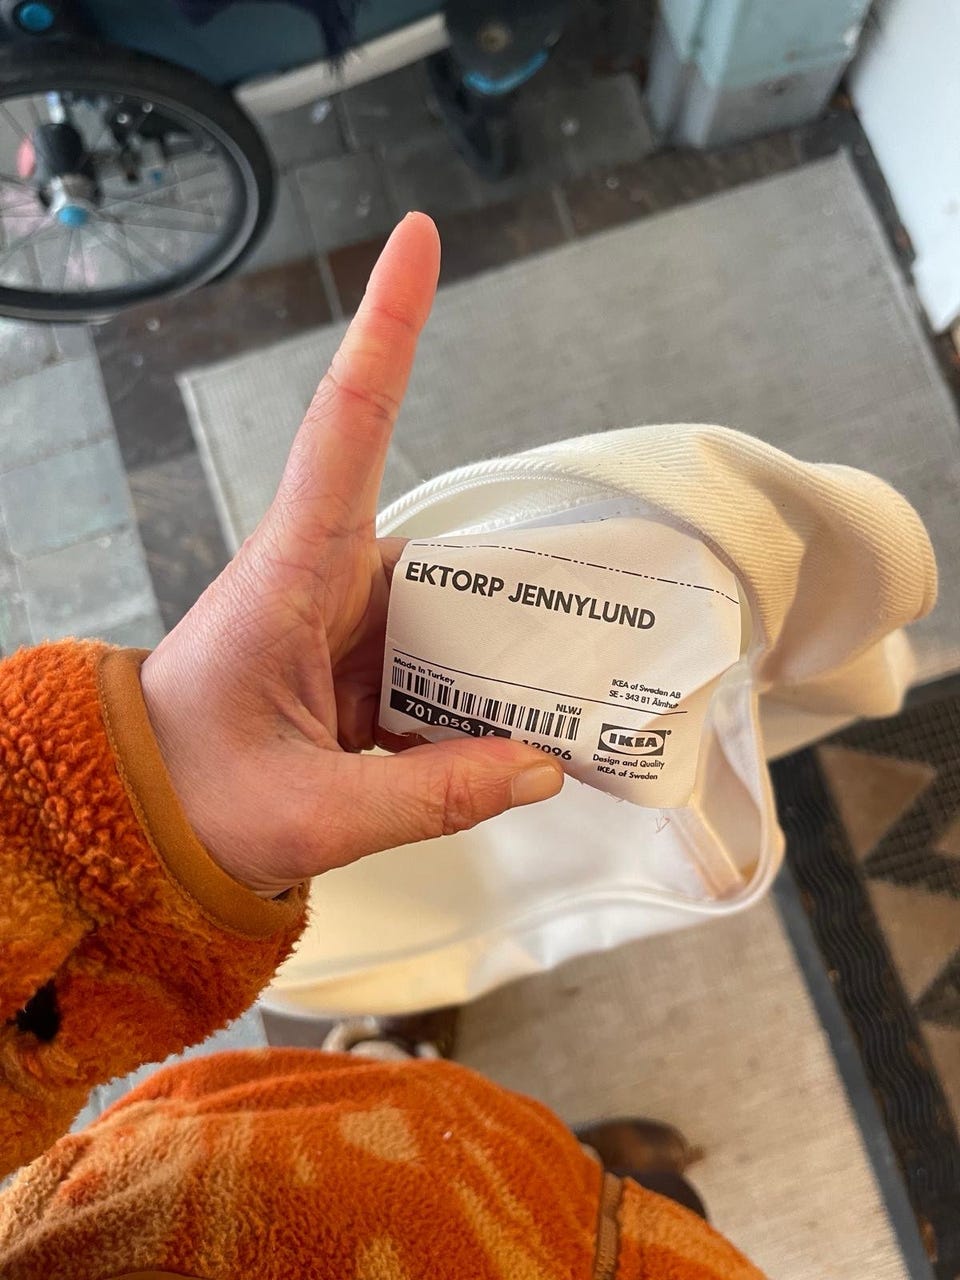 EKTORP JENNYLUND
Made in Turkey
IKEA of Sweden AB
SE - 343 81 Älmhult
NLWJ
701.056.16
12096
IKEA
Design and Quality
IKEA of Sweden